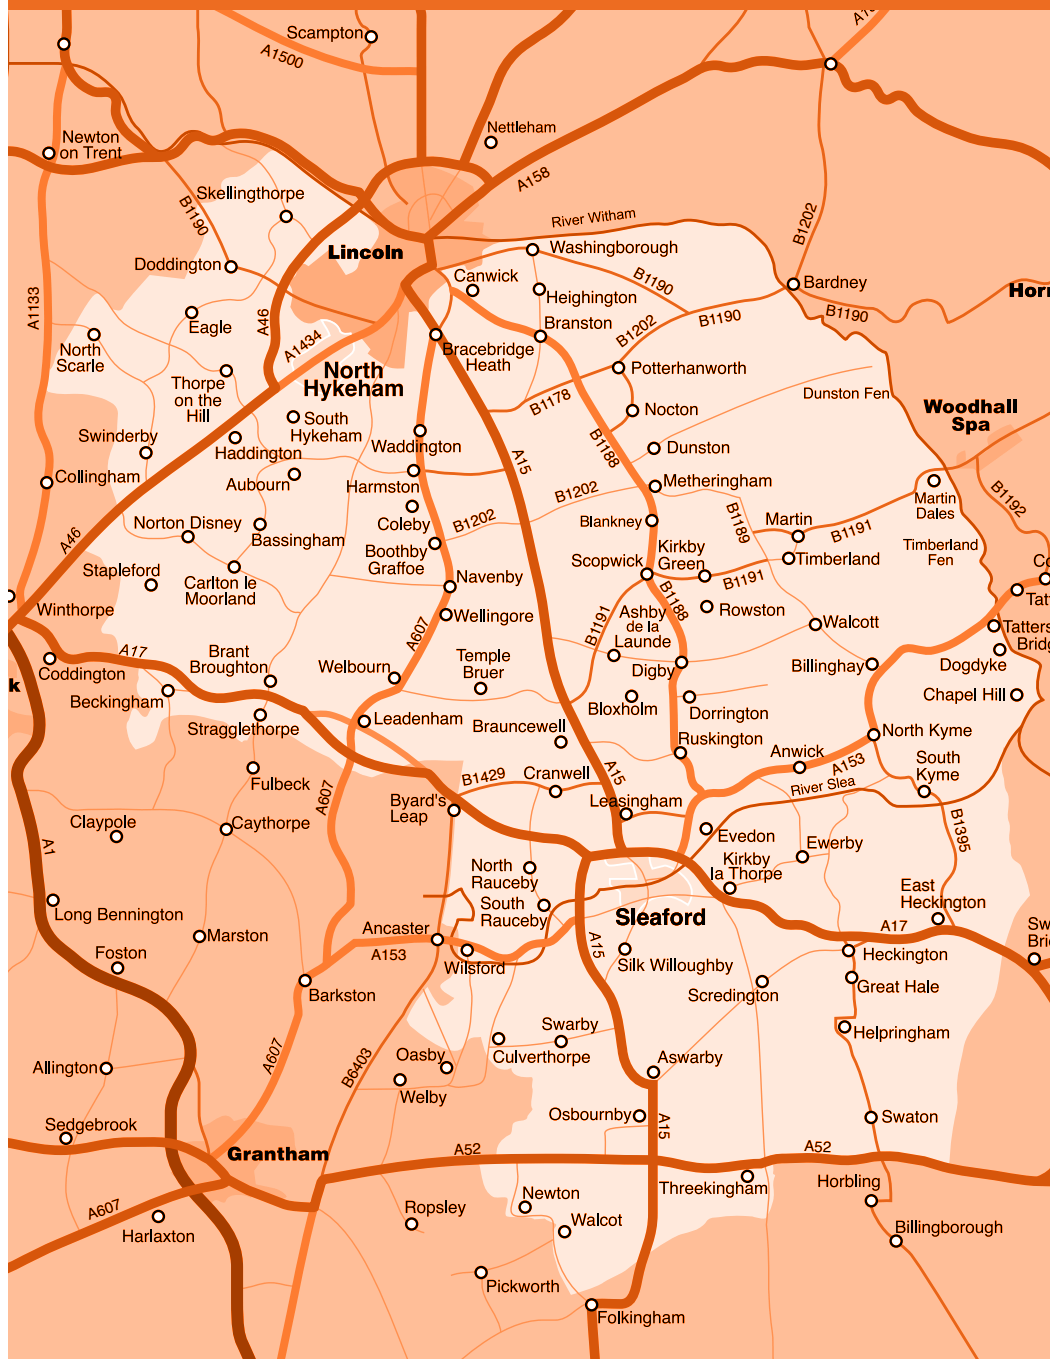 Scampton
A1500
Newton
on Trent
Nettleham
A158
Skellingthorpe
B1190
River Witham
B1202
Lincoln
Washingborough
Doddington
Canwick
B1190
Bardney
Heighington
Horn
A1133
A46
Eagle
B1202
B1190
B1190
Branston
A1434
North
Scarle
Bracebridge
Heath
North
Hykeham
Potterhanworth
Thorpe
on the
Hill
B1178
Dunston Fen
Nocton
Woodhall
Spa
South
Hykeham
Swinderby
Haddington
Waddington
B1188
Dunston
A15
Collingham
Aubourn
Harmston
Metheringham
B1202
Martin
Dales
B1192
Coleby
B1202
B1189
Norton Disney
Bassingham
Blankney
Martin
B1191
A46
Boothby
Graffoe
Kirkby
Green
Timberland
Fen
Scopwick
Timberland
Stapleford
Carlton le
Moorland
Navenby
B1191
Winthorpe
Wellingore
B1188
Rowston
Ashby
de la
Launde
B1191
Walcott
A607
A17
Brant
Broughton
Welbourn
Temple
Bruer
Digby
Billinghay
Dogdyke
Coddington
Beckingham
Chapel Hill
Bloxholm
Dorrington
Stragglethorpe
Leadenham
Brauncewell
Ruskington
North Kyme
Anwick
A153
South
Kyme
Fulbeck
B1429
Cranwell
A15
River Slea
A607
Byard's
Leap
Leasingham
B1395
Claypole
Caythorpe
Evedon
Ewerby
A1
Kirkby
la Thorpe
North
Rauceby
East
Heckington
South
Rauceby
Long Bennington
Sleaford
Ancaster
A17
Marston
A153
A15
Foston
Wilsford
Silk Willoughby
Heckington
Barkston
Scredington
Great Hale
Swarby
Helpringham
Oasby
Culverthorpe
A607
B6403
Aswarby
Allington
Welby
Osbournby
Swaton
Sedgebrook
A15
Grantham
A52
A52
Threekingham
Horbling
Newton
A607
Ropsley
Walcot
Billingborough
Harlaxton
Pickworth
Folkingham